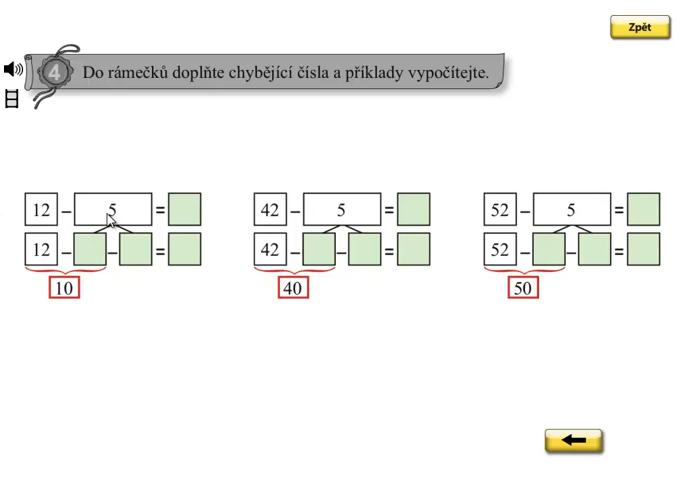 Zpět
4 Do rámečků doplňte chybějící čísla a příklady vypočítejte.
12 – 5 = 42 – 5 = 52 – 5 =
12 – – = 42 – – = 52 – – =
10 40 50